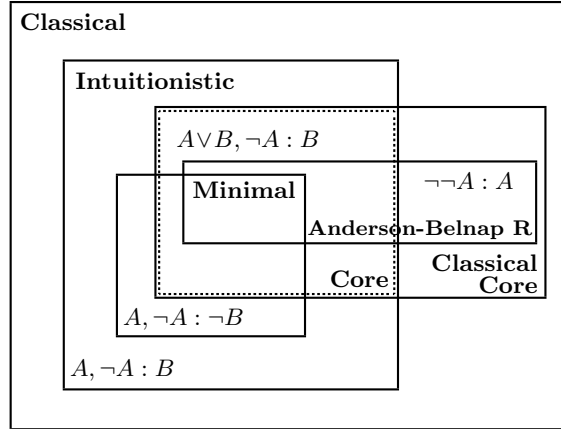 Classical
Intuitionistic
A∨B, ¬A : B
¬¬A : A
Minimal
Anderson-Belnap R
Classical
Core
Core
A, ¬A : ¬B
A, ¬A : B